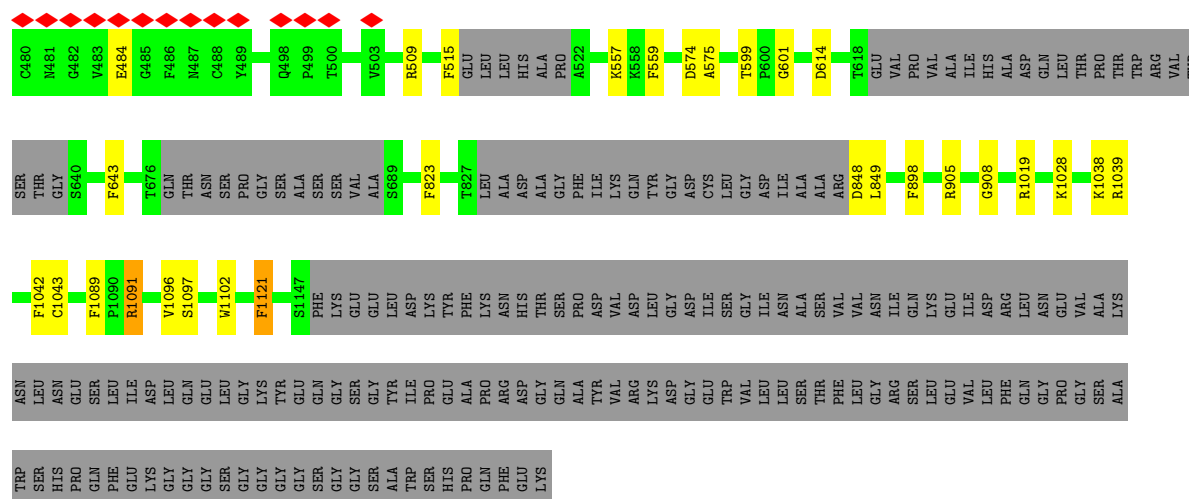 C480 N481 G482 V483 E484 G485 F486 N487 C488 Y489 Q498 P499 T500 V503 R509 F515 GLU LEU LEU HIS ALA PRO A522 K557 K558 F559 D574 A575 T599 P600 G601 D614 T618 GLU VAL PRO VAL ALA ILE HIS ALA ASP GLN LEU THR PRO THR TRP ARG VAL
SER THR GLY S640 F643 T676 GLN THR ASN SER PRO GLY SER ALA SER SER VAL ALA S689 F823 T827 LEU ALA ASP ALA GLY PHE ILE LYS GLN TYR GLY ASP CYS LEU GLY ASP ILE ALA ALA ARG D848 L849 F898 R905 G908 R1019 K1028 K1038 R1039
F1042 C1043 F1089 P1090 R1091 V1096 S1097 W1102 F1121 S1147 PHE LYS GLU GLU LEU ASP LYS TYR PHE LYS ASN HIS THR SER PRO ASP VAL ASP LEU GLY ASP ILE SER GLY ILE ASN ALA SER VAL VAL ASN ILE GLN LYS GLU ILE ASP ARG LEU ASN GLU VAL ALA LYS
ASN LEU ASN GLU SER LEU ILE ASP LEU GLN GLU LEU GLY LYS TYR GLU GLN GLY SER GLY TYR ILE PRO GLU ALA PRO ARG ASP GLY GLN ALA TYR VAL ARG LYS ASP GLY GLU TRP VAL LEU LEU SER THR PHE LEU GLY ARG SER LEU GLU VAL LEU PHE GLN GLY PRO GLY SER ALA
TRP SER HIS PRO GLN PHE GLU LYS GLY GLY GLY SER GLY GLY GLY GLY SER GLY GLY SER ALA TRP SER HIS PRO GLN PHE GLU LYS